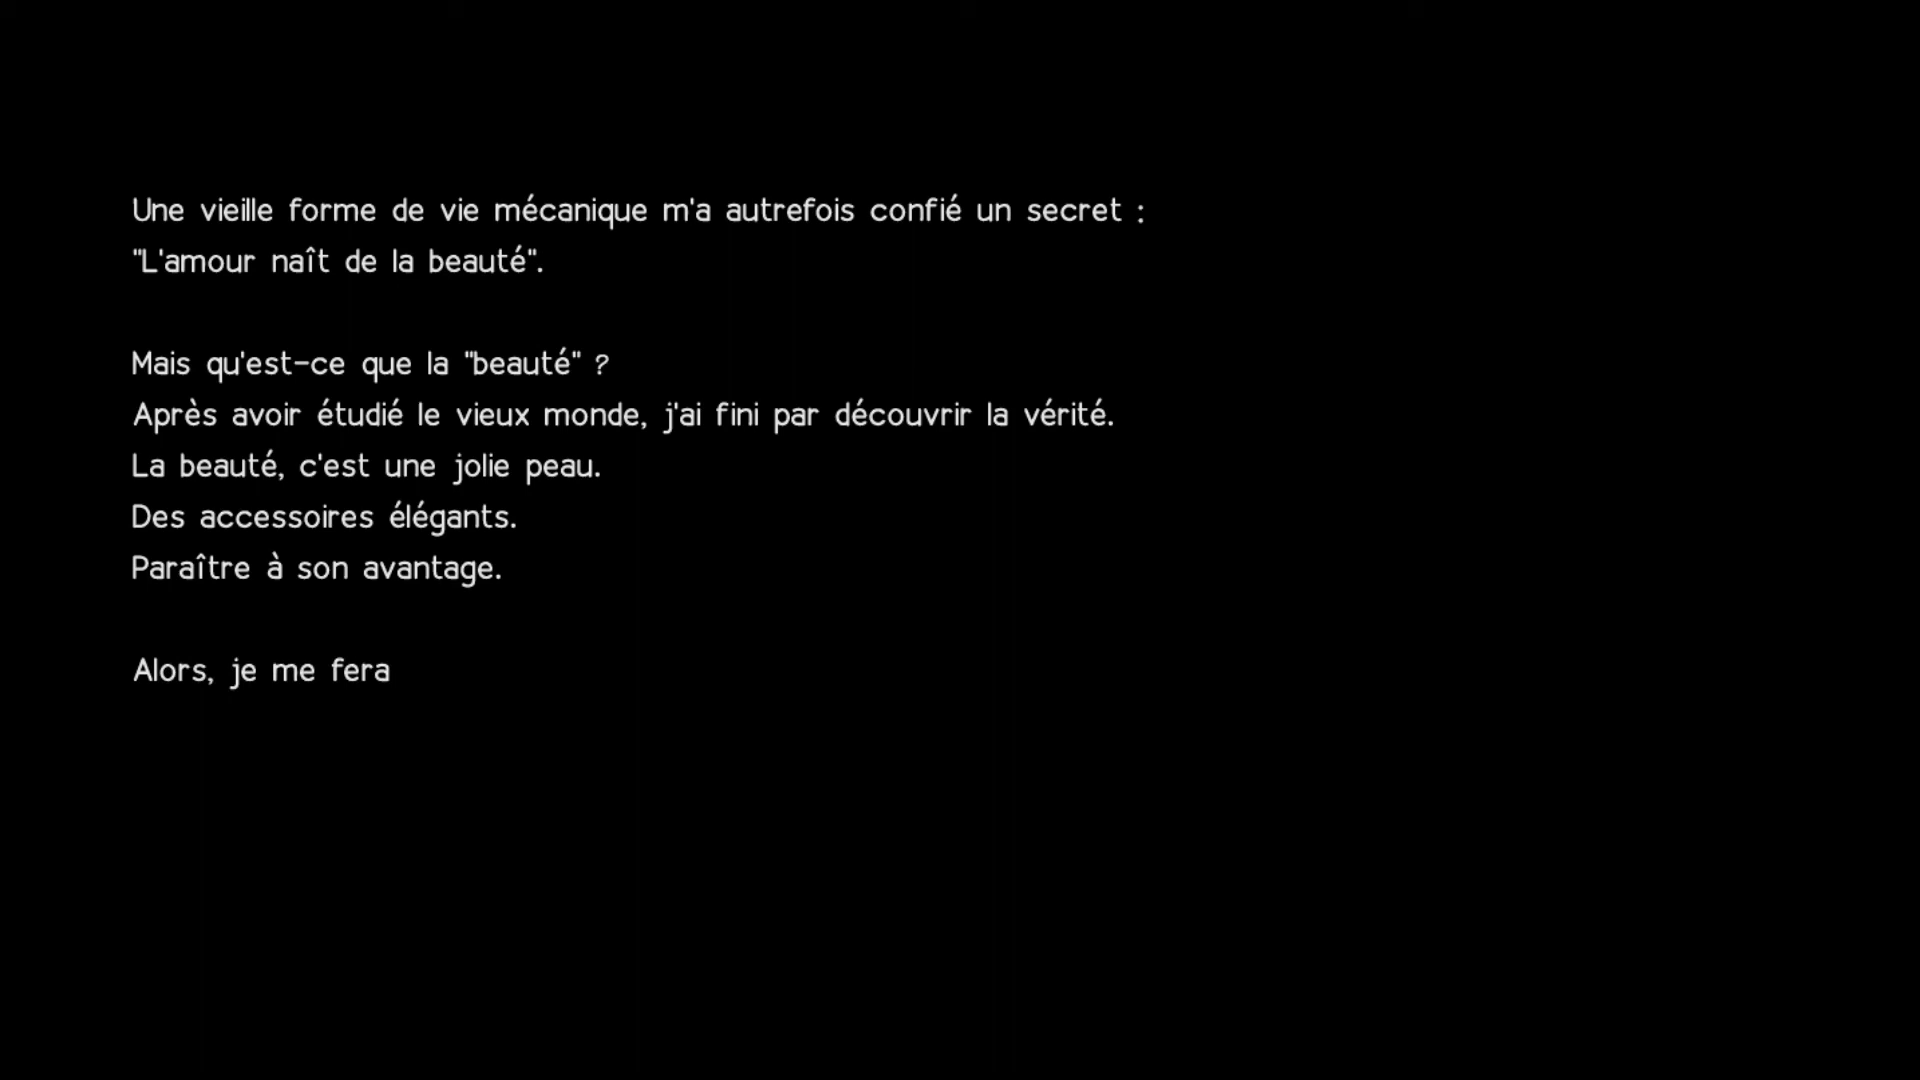 Une vieille forme de vie mécanique m'a autrefois confié un secret :
"L'amour naît de la beauté".
Mais qu'est-ce que la "beauté" ?
Après avoir étudié le vieux monde, j'ai fini par découvrir la vérité.
La beauté, c'est une jolie peau.
Des accessoires élégants.
Paraître à son avantage.
Alors, je me fera